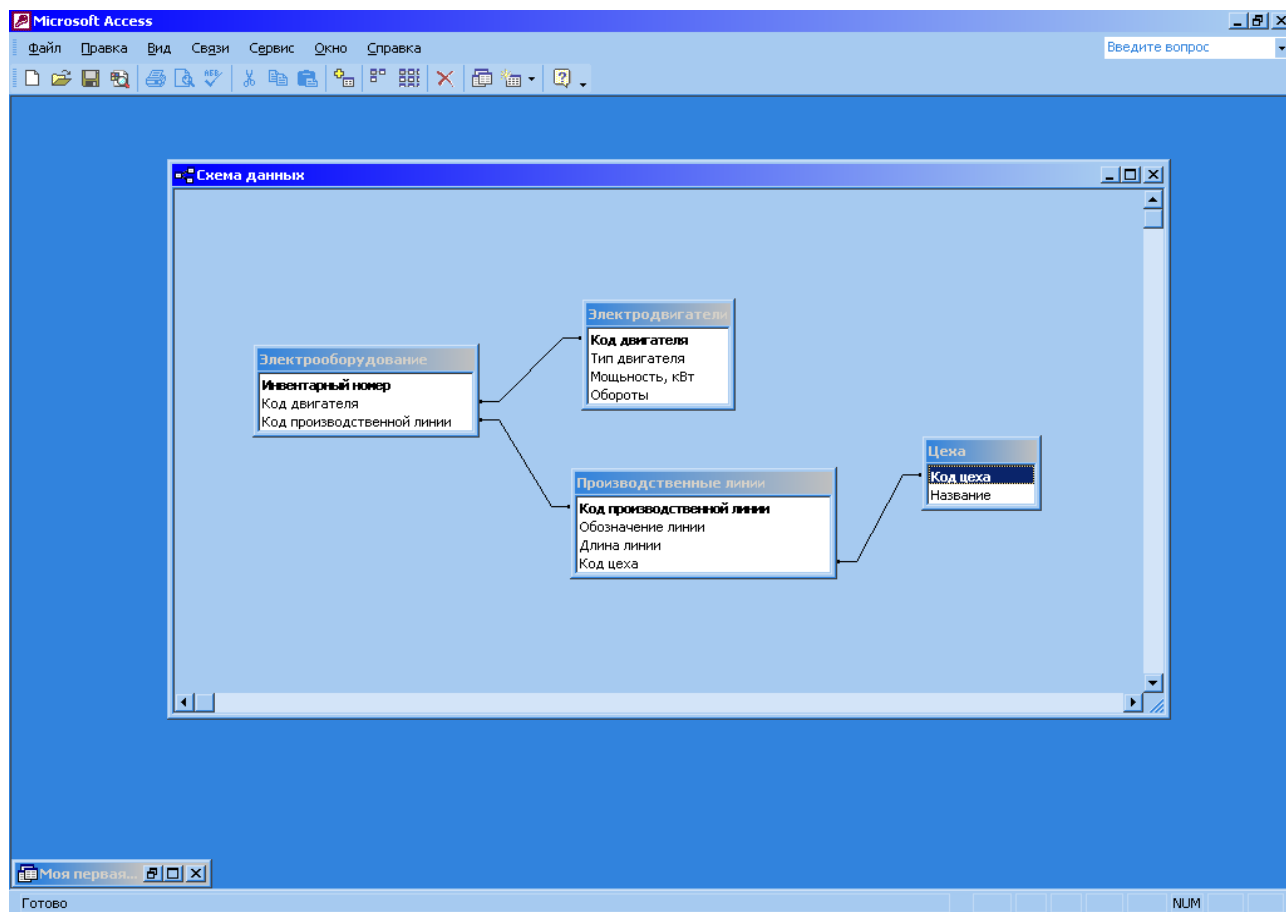 Microsoft Access
Файл Правка Вид Связи Сервис Окно Справка
Введите вопрос
Схема данных
Электродвигатели
Код двигателя
Тип двигателя
Мощьность, кВт
Обороты
Электрооборудование
Инвентарный номер
Код двигателя
Код производственной линии
Цеха
Код цеха
Название
Производственные линии
Код производственной линии
Обозначение линии
Длина линии
Код цеха
Моя первая...
Готово
NUM